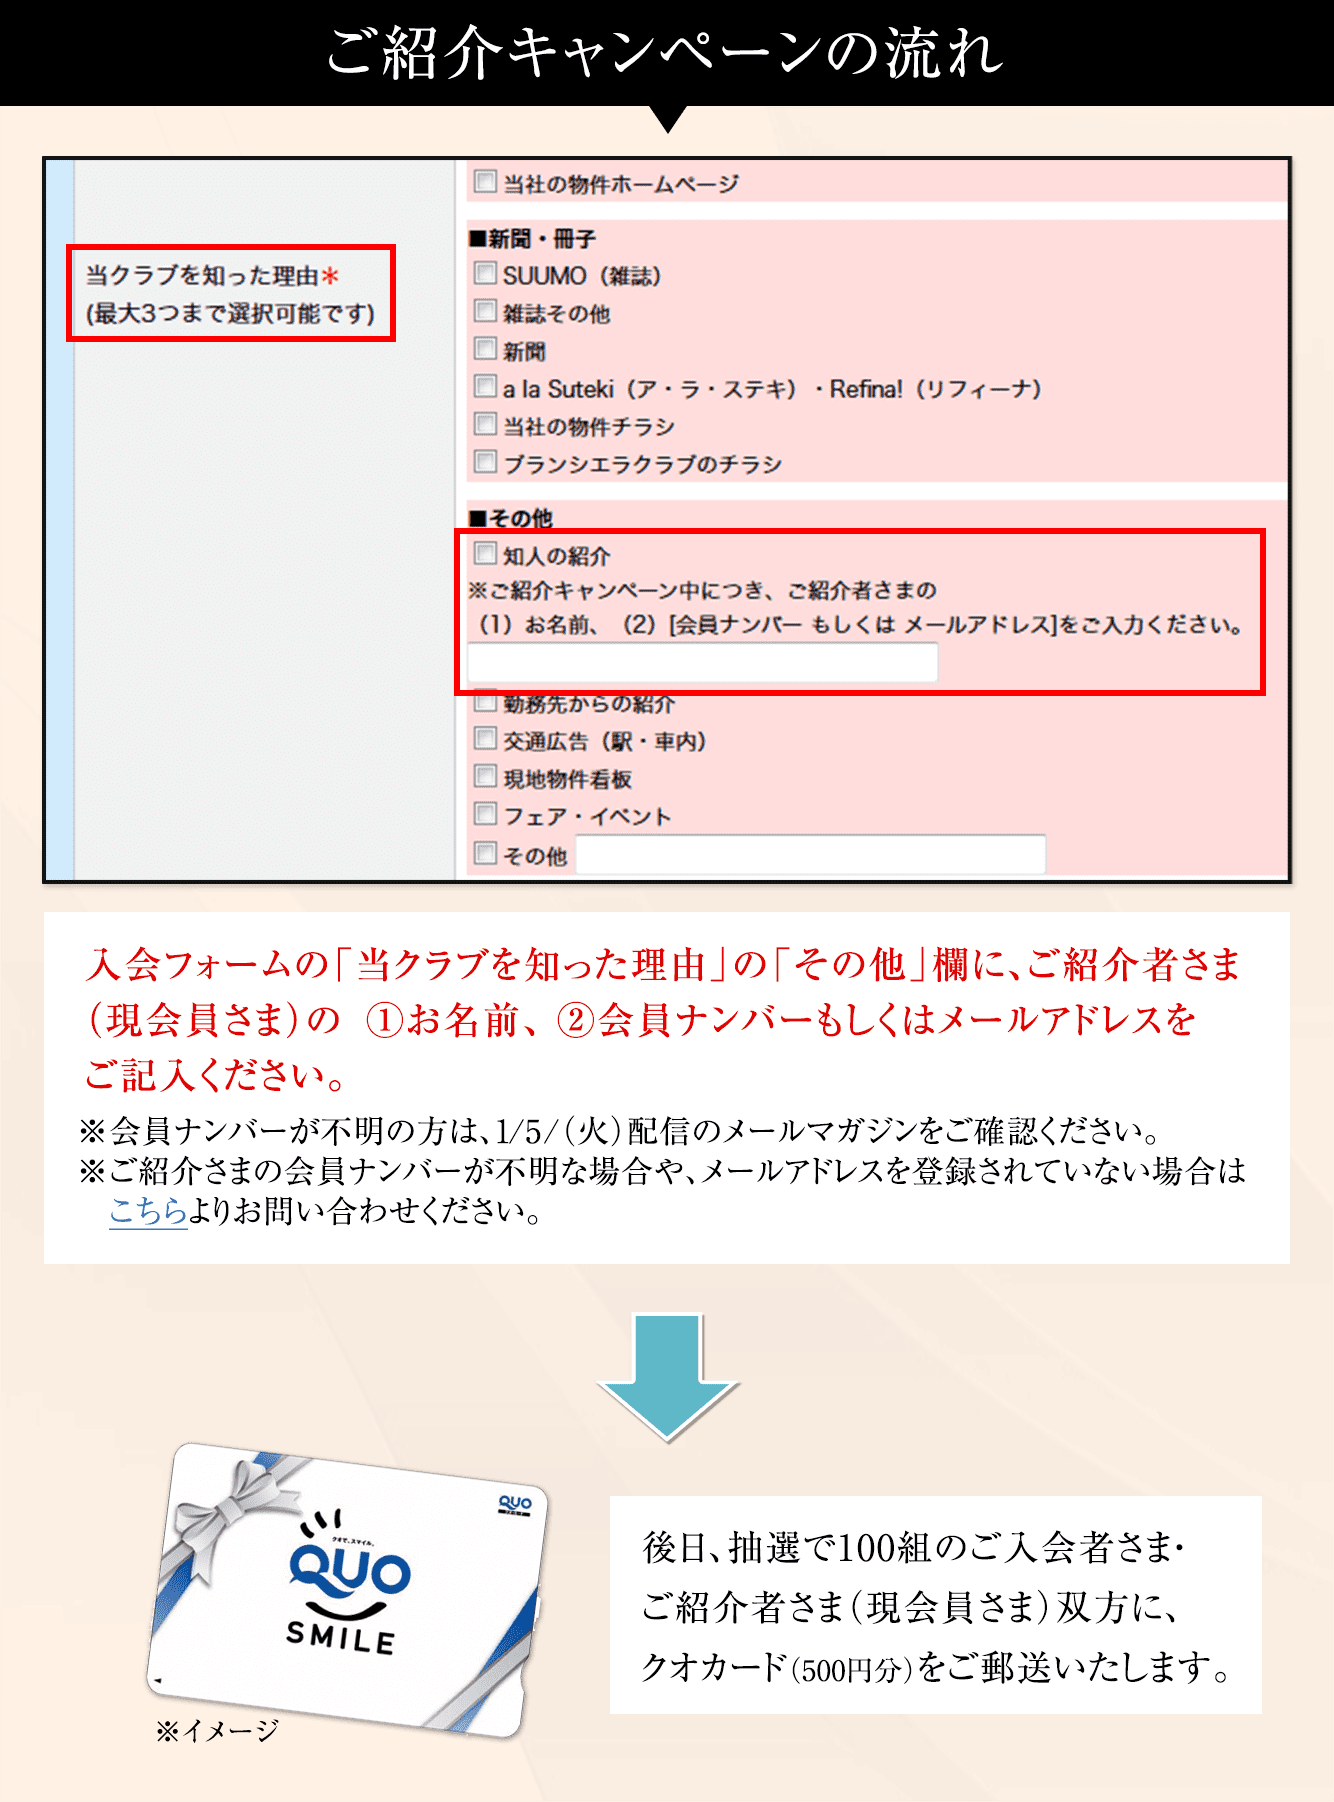 ご紹介キャンペーンの流れ
当社の物件ホームページ
■新聞・冊子
当クラブを知った理由*
(最大3つまで選択可能です)
SUUMO（雑誌）
雑誌その他
新聞
a la Suteki（ア・ラ・ステキ）・Refina!（リフィーナ）
当社の物件チラシ
ブランシエラクラブのチラシ
■その他
知人の紹介
※ご紹介キャンペーン中につき、ご紹介者さまの
（1）お名前、（2）[会員ナンバー もしくは メールアドレス]をご入力ください。
勤務先からの紹介
交通広告（駅・車内）
現地物件看板
フェア・イベント
その他
入会フォームの「当クラブを知った理由」の「その他」欄に、ご紹介者さま
（現会員さま）の ①お名前、②会員ナンバーもしくはメールアドレスを
ご記入ください。
※会員ナンバーが不明の方は、1/5/（火）配信のメールマガジンをご確認ください。
※ご紹介さまの会員ナンバーが不明な場合や、メールアドレスを登録されていない場合は
こちらよりお問い合わせください。
QUO
クオで、スマイル。
QUO
SMILE
※イメージ
後日、抽選で100組のご入会者さま・
ご紹介者さま（現会員さま）双方に、
クオカード（500円分）をご郵送いたします。